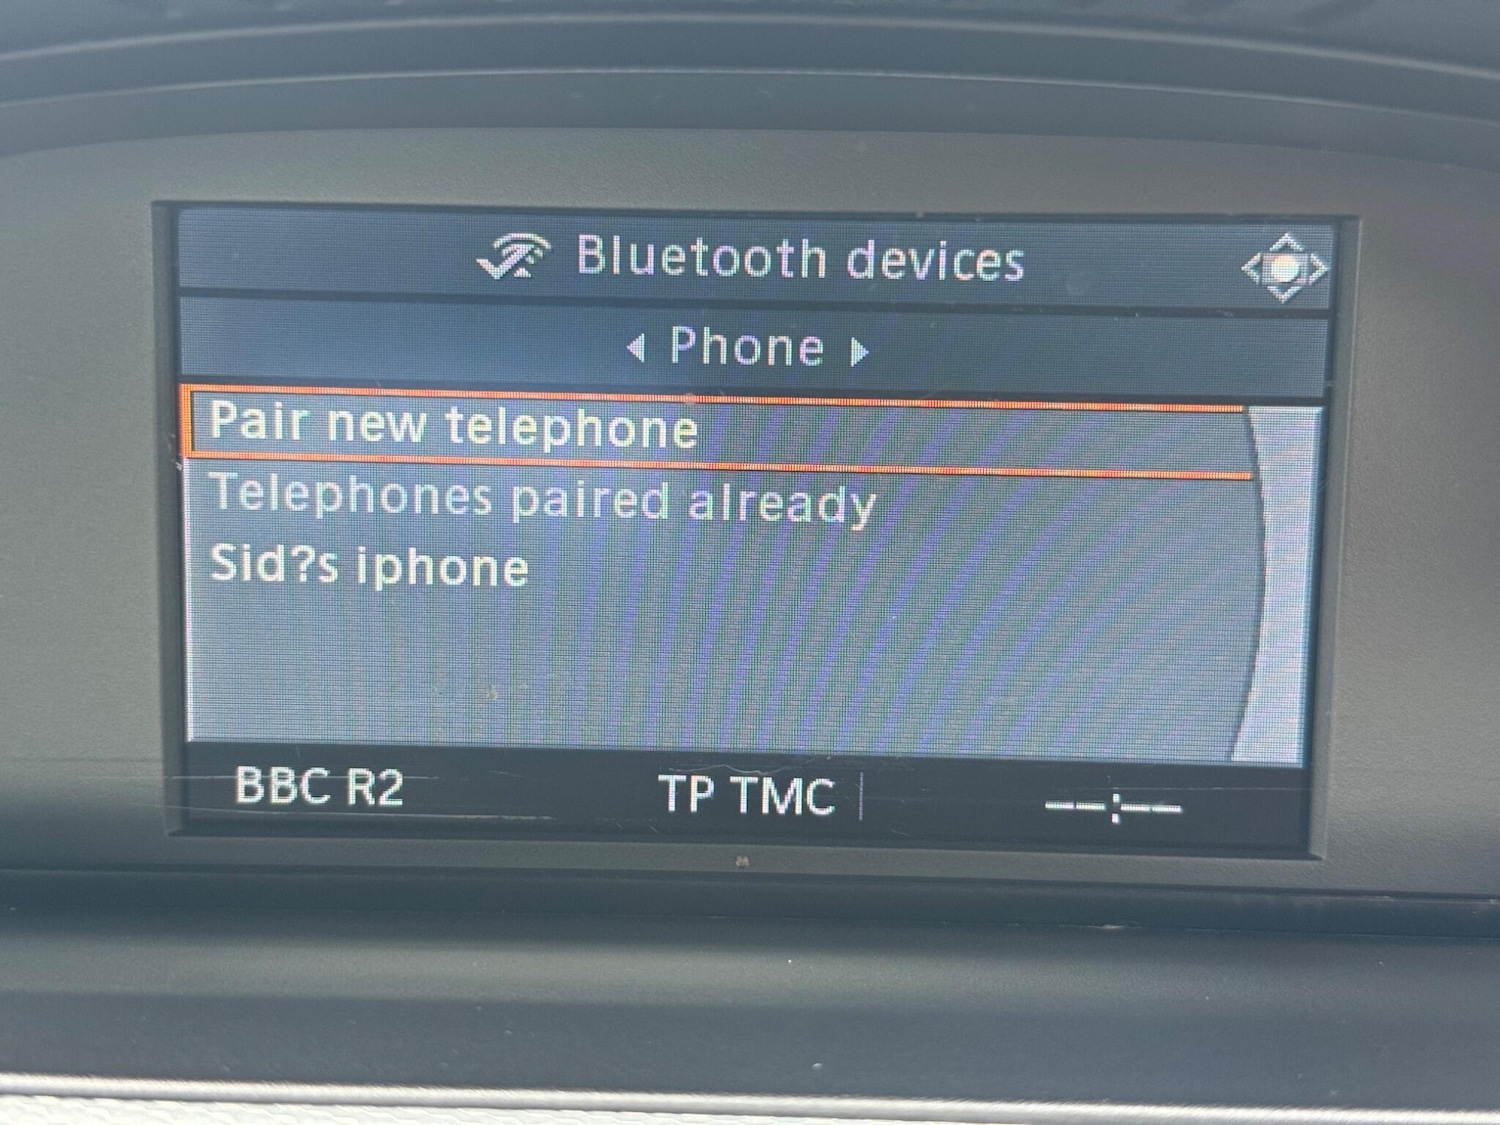 Bluetooth devices
Phone
Pair new telephone
Telephones paired already
Sid?s iphone
BBC R2 TP TMC --:--